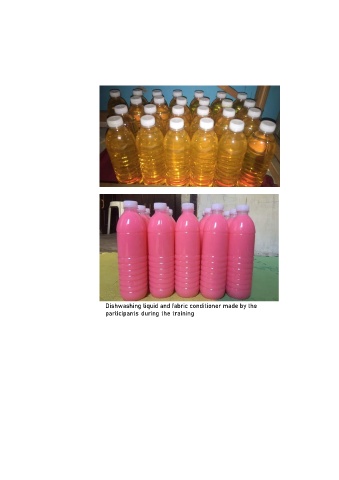 Dishwashing liquid and fabric conditioner made by the
participants during the training